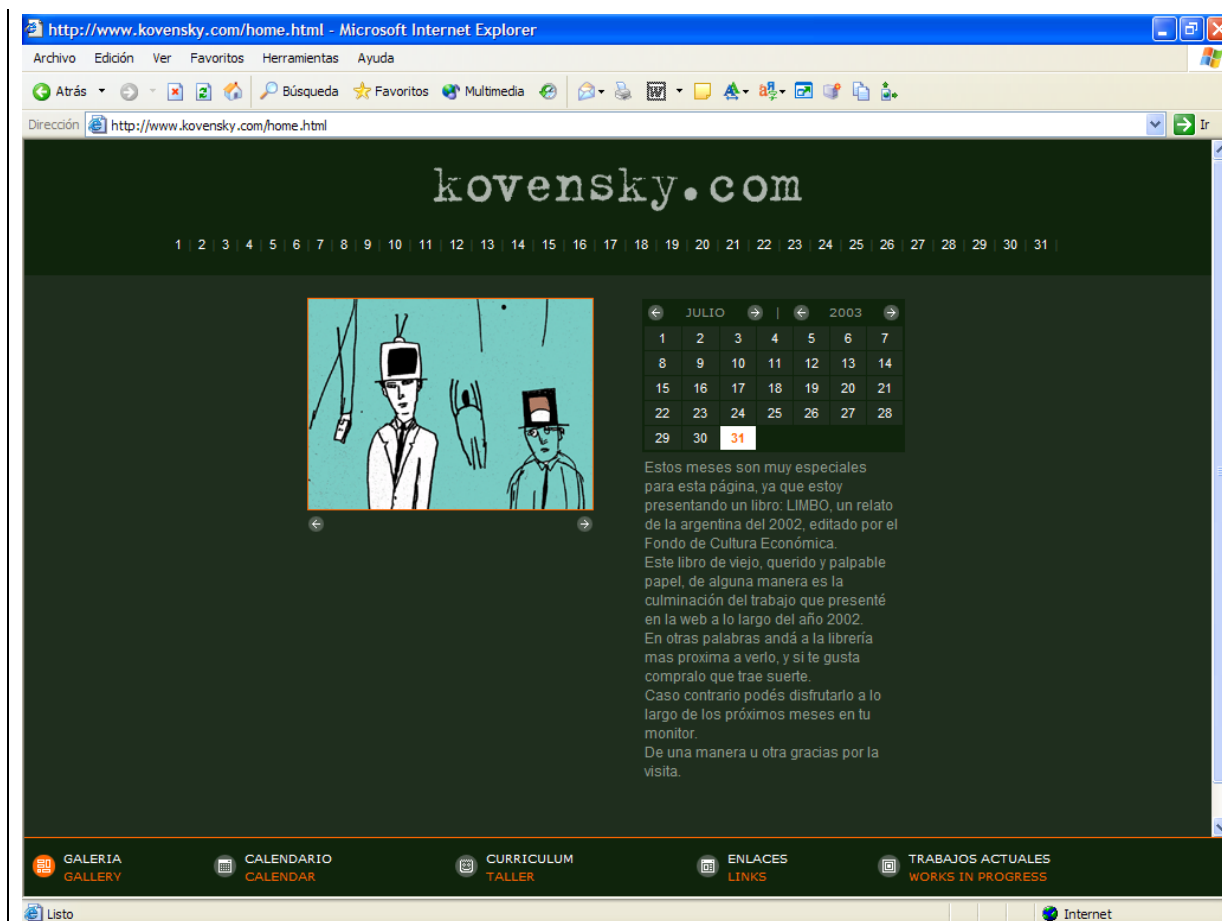 http://www.kovensky.com/home.html - Microsoft Internet Explorer
Archivo Edición Ver Favoritos Herramientas Ayuda
Atrás Búsqueda Favoritos Multimedia
Dirección http://www.kovensky.com/home.html Ir
kovensky.com
1 | 2 | 3 | 4 | 5 | 6 | 7 | 8 | 9 | 10 | 11 | 12 | 13 | 14 | 15 | 16 | 17 | 18 | 19 | 20 | 21 | 22 | 23 | 24 | 25 | 26 | 27 | 28 | 29 | 30 | 31 |
JULIO | 2003
1 2 3 4 5 6 7
8 9 10 11 12 13 14
15 16 17 18 19 20 21
22 23 24 25 26 27 28
29 30 31
Estos meses son muy especiales
para esta página, ya que estoy
presentando un libro: LIMBO, un relato
de la argentina del 2002, editado por el
Fondo de Cultura Económica.
Este libro de viejo, querido y palpable
papel, de alguna manera es la
culminación del trabajo que presenté
en la web a lo largo del año 2002.
En otras palabras andá a la librería
mas proxima a verlo, y si te gusta
compralo que trae suerte.
Caso contrario podés disfrutarlo a lo
largo de los próximos meses en tu
monitor.
De una manera u otra gracias por la
visita.
GALERIA CALENDARIO CURRICULUM ENLACES TRABAJOS ACTUALES
GALLERY CALENDAR TALLER LINKS WORKS IN PROGRESS
Listo Internet